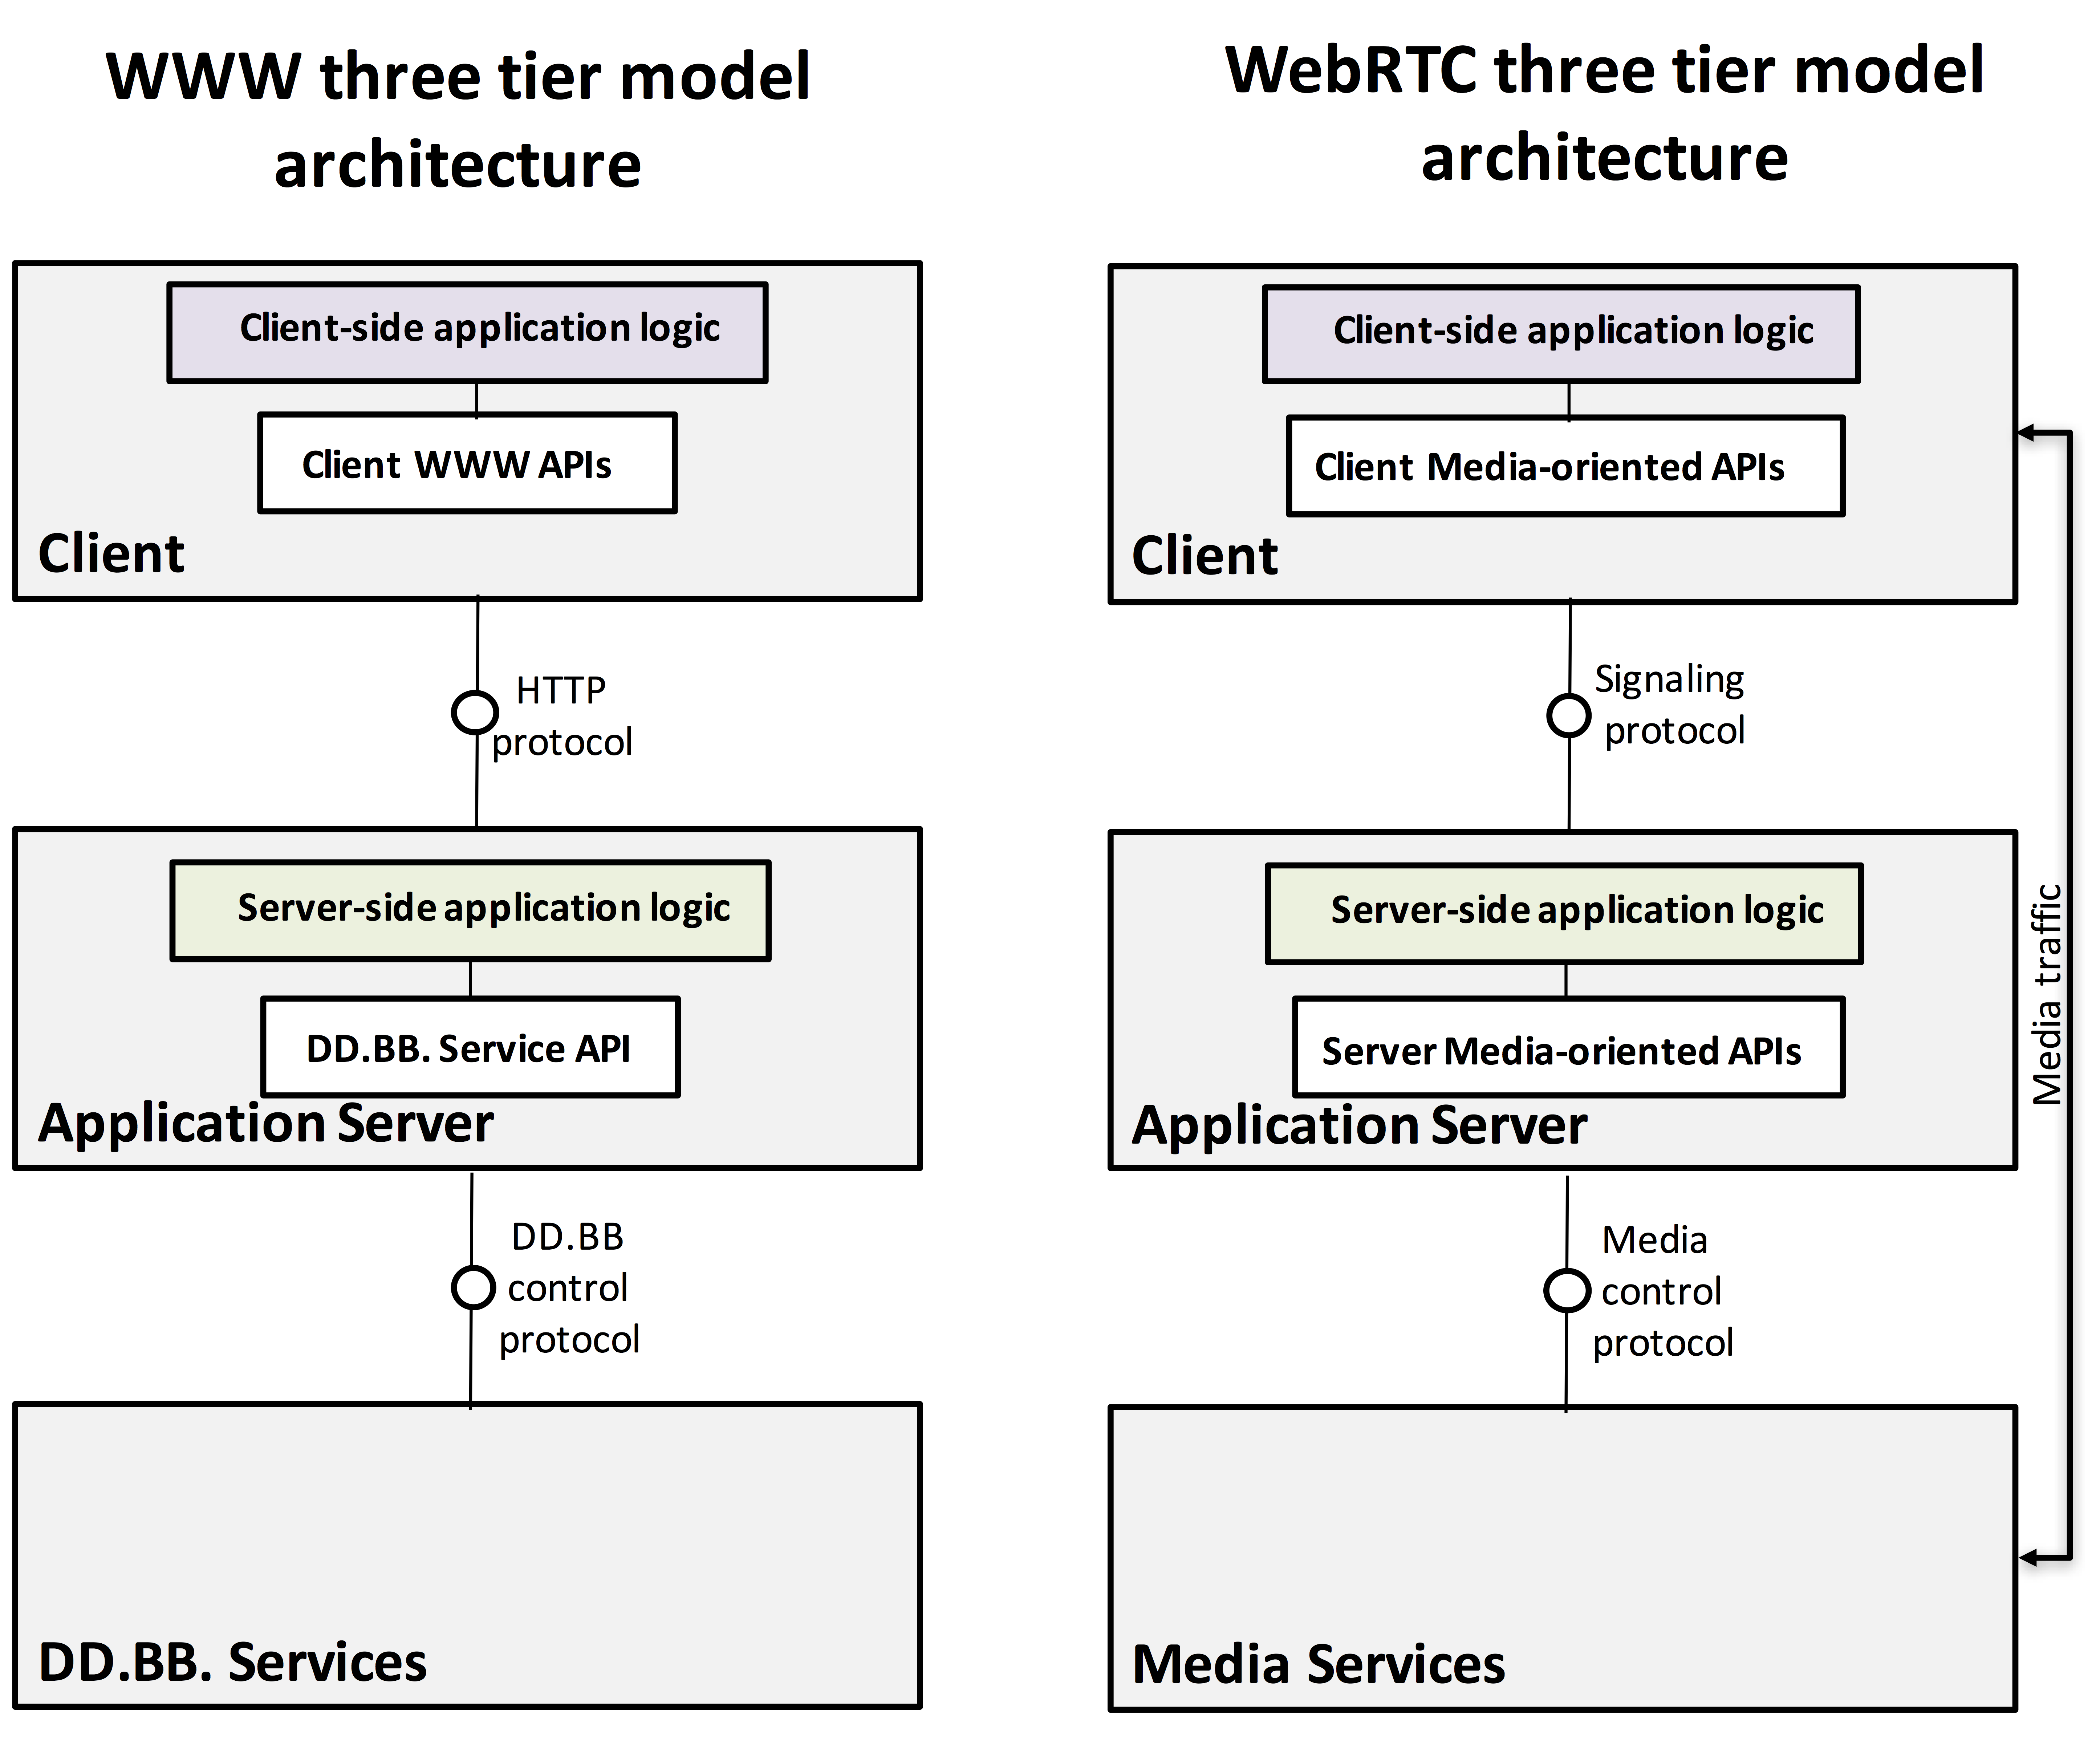 WWW three tier model
architecture
Client-side application logic
Client WWW APIs
Client
HTTP
protocol
Server-side application logic
DD.BB. Service API
Application Server
DD.BB
control
protocol
DD.BB. Services
WebRTC three tier model
architecture
Client-side application logic
Client Media-oriented APIs
Client
Signaling
protocol
Server-side application logic
Server Media-oriented APIs
Application Server
Media
control
protocol
Media Services
Media traffic